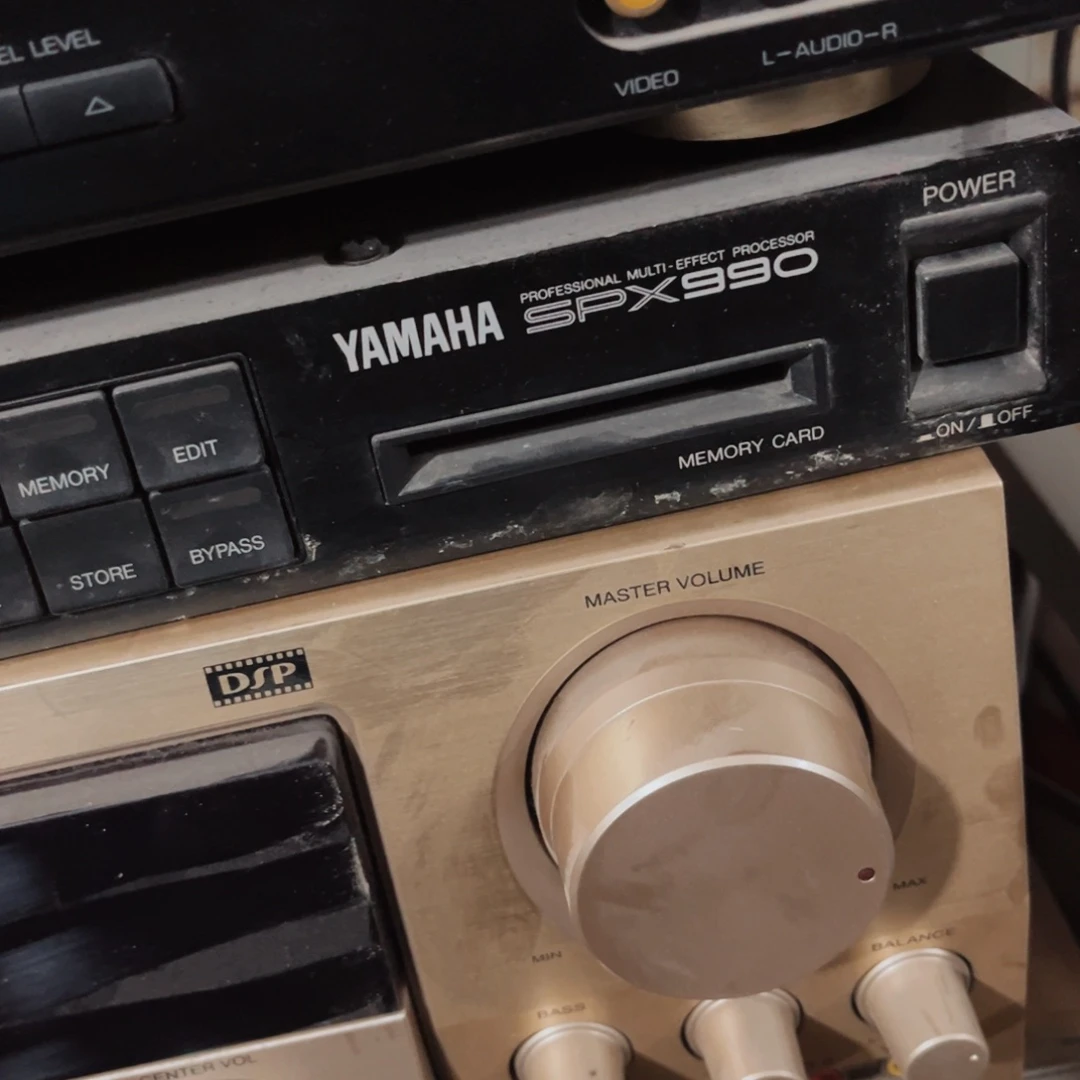 LEVEL
VIDEO
L-AUDIO-R
POWER
PROFESSIONAL MULTI-EFFECT PROCESSOR
YAMAHA SPX990
MEMORY
EDIT
MEMORY CARD
ON/ OFF
STORE
BYPASS
MASTER VOLUME
DSP
MAX
MIN
BALANCE
BASS
CENTER VOL